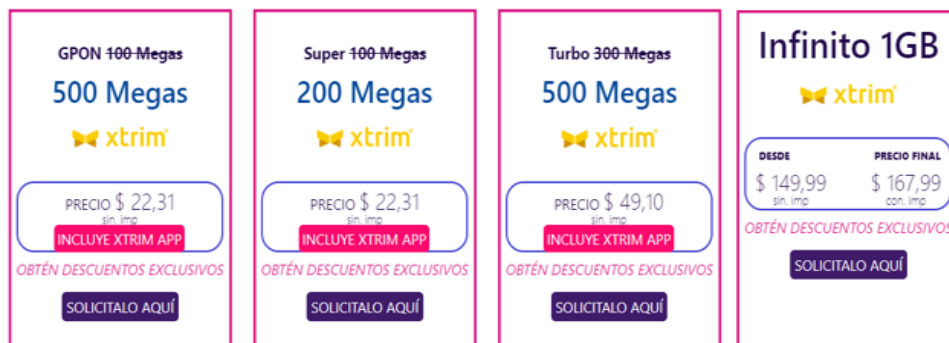 GPON 100 Megas
500 Megas
xtrim
PRECIO $ 22,31
sin. imp
INCLUYE XTRIM APP
OBTÉN DESCUENTOS EXCLUSIVOS
SOLICITALO AQUÍ
Super 100 Megas
200 Megas
xtrim
PRECIO $ 22,31
sin. imp
INCLUYE XTRIM APP
OBTÉN DESCUENTOS EXCLUSIVOS
SOLICITALO AQUÍ
Turbo 300 Megas
500 Megas
xtrim
PRECIO $ 49,10
sin. imp
INCLUYE XTRIM APP
OBTÉN DESCUENTOS EXCLUSIVOS
SOLICITALO AQUÍ
Infinito 1GB
xtrim
DESDE PRECIO FINAL
$ 149,99 $ 167,99
sin. imp con. imp
OBTÉN DESCUENTOS EXCLUSIVOS
SOLICITALO AQUÍ